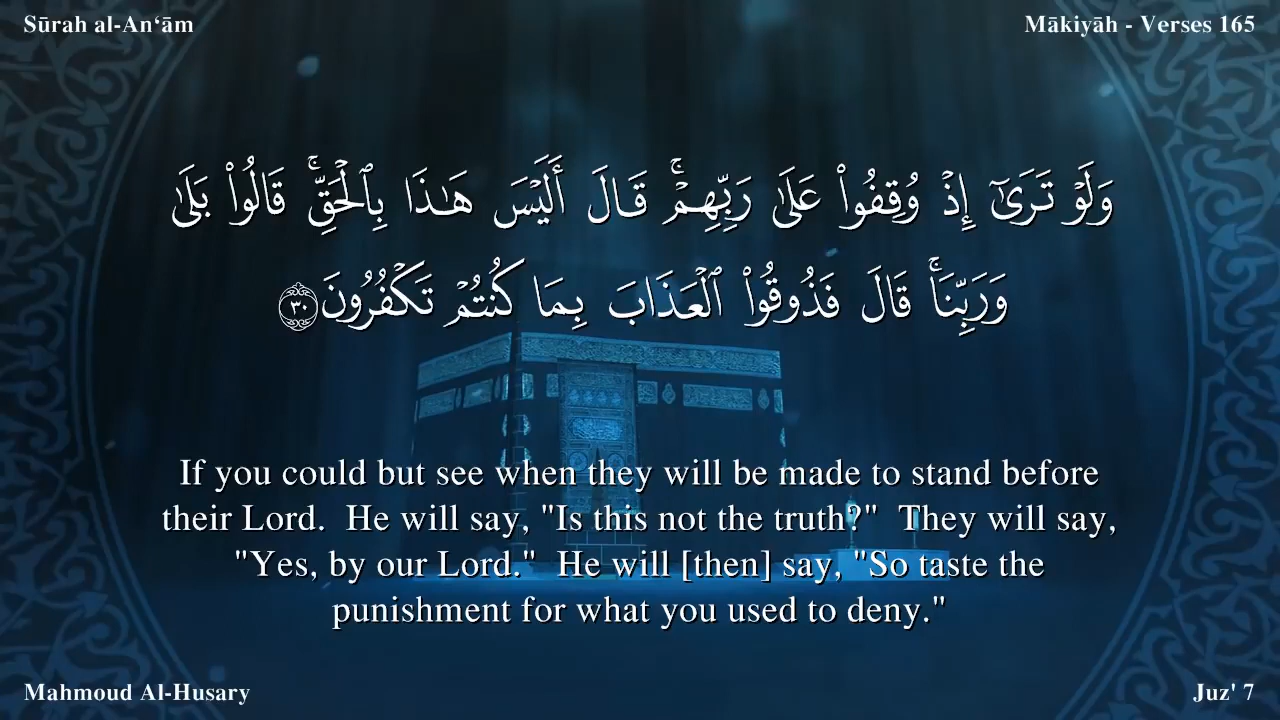 Sūrah al-An‘ām
Mākiyāh - Verses 165
وَلَوْ تَرَىٰٓ إِذْ وُقِفُوا۟ عَلَىٰ رَبِّهِمْ ۚ قَالَ أَلَيْسَ هَـٰذَا بِٱلْحَقِّ ۚ قَالُوا۟ بَلَىٰ
وَرَبِّنَا ۚ قَالَ فَذُوقُوا۟ ٱلْعَذَابَ بِمَا كُنتُمْ تَكْفُرُونَ ٣٠
If you could but see when they will be made to stand before
their Lord.  He will say, "Is this not the truth?"  They will say,
"Yes, by our Lord."  He will [then] say, "So taste the
punishment for what you used to deny."
Mahmoud Al-Husary
Juz' 7